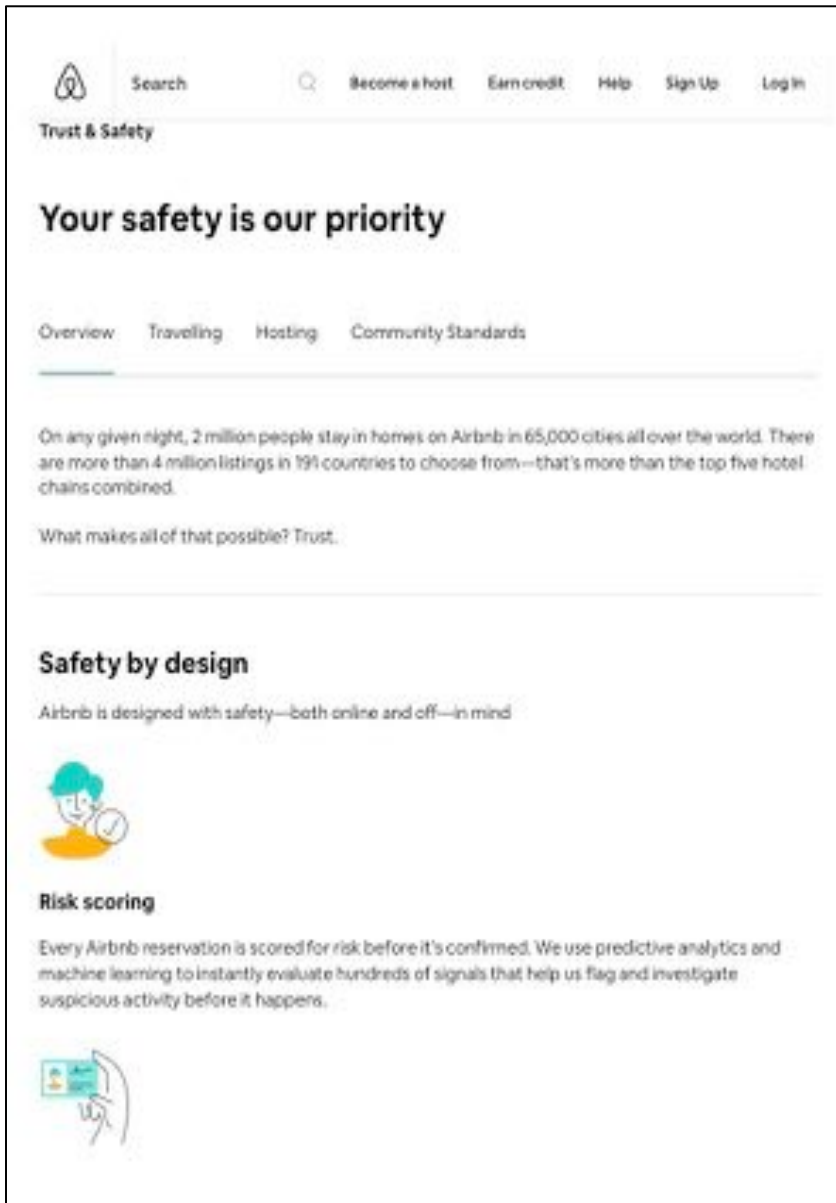 Search
Become a host
Earn credit
Help
Sign Up
Log In
Trust & Safety
Your safety is our priority
Overview
Travelling
Hosting
Community Standards
On any given night, 2 million people stay in homes on Airbnb in 65,000 cities all over the world. There
are more than 4 million listings in 191 countries to choose from—that's more than the top five hotel
chains combined.
What makes all of that possible? Trust.
Safety by design
Airbnb is designed with safety—both online and off—in mind
Risk scoring
Every Airbnb reservation is scored for risk before it's confirmed. We use predictive analytics and
machine learning to instantly evaluate hundreds of signals that help us flag and investigate
suspicious activity before it happens.